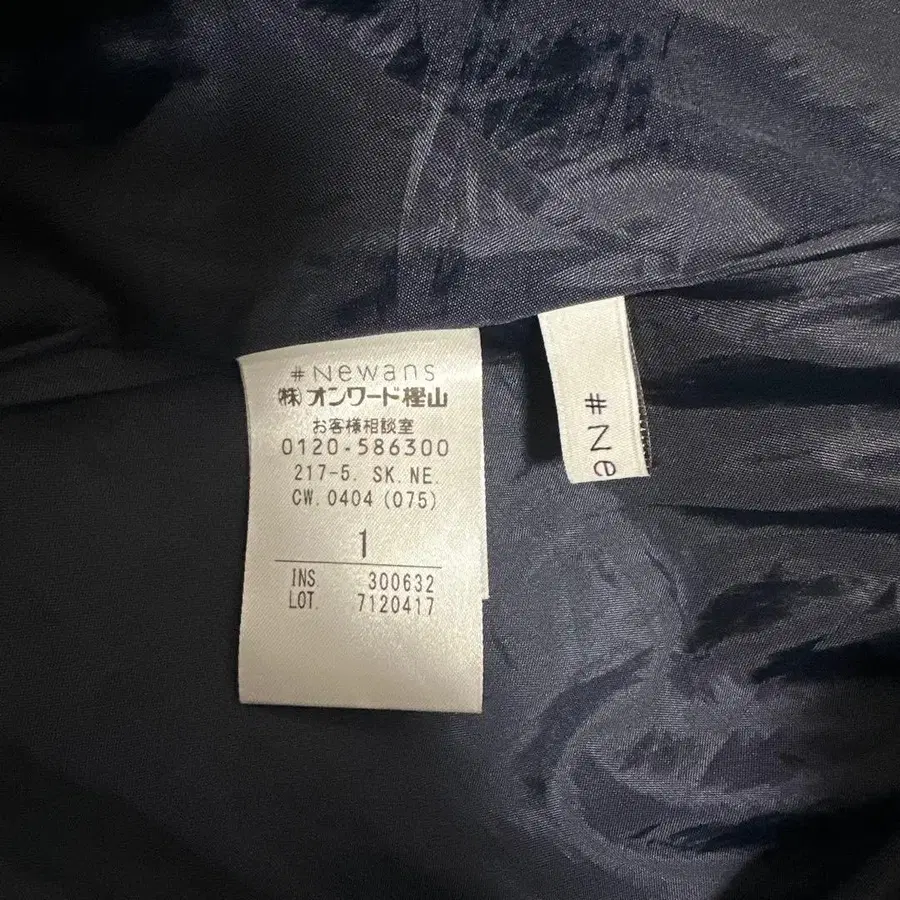 #Newans
㈱オンワード樫山
お客様相談室
0120-586300
217-5. SK. NE.
CW. 0404 (075)
1
INS 300632
LOT. 7120417
#Ne